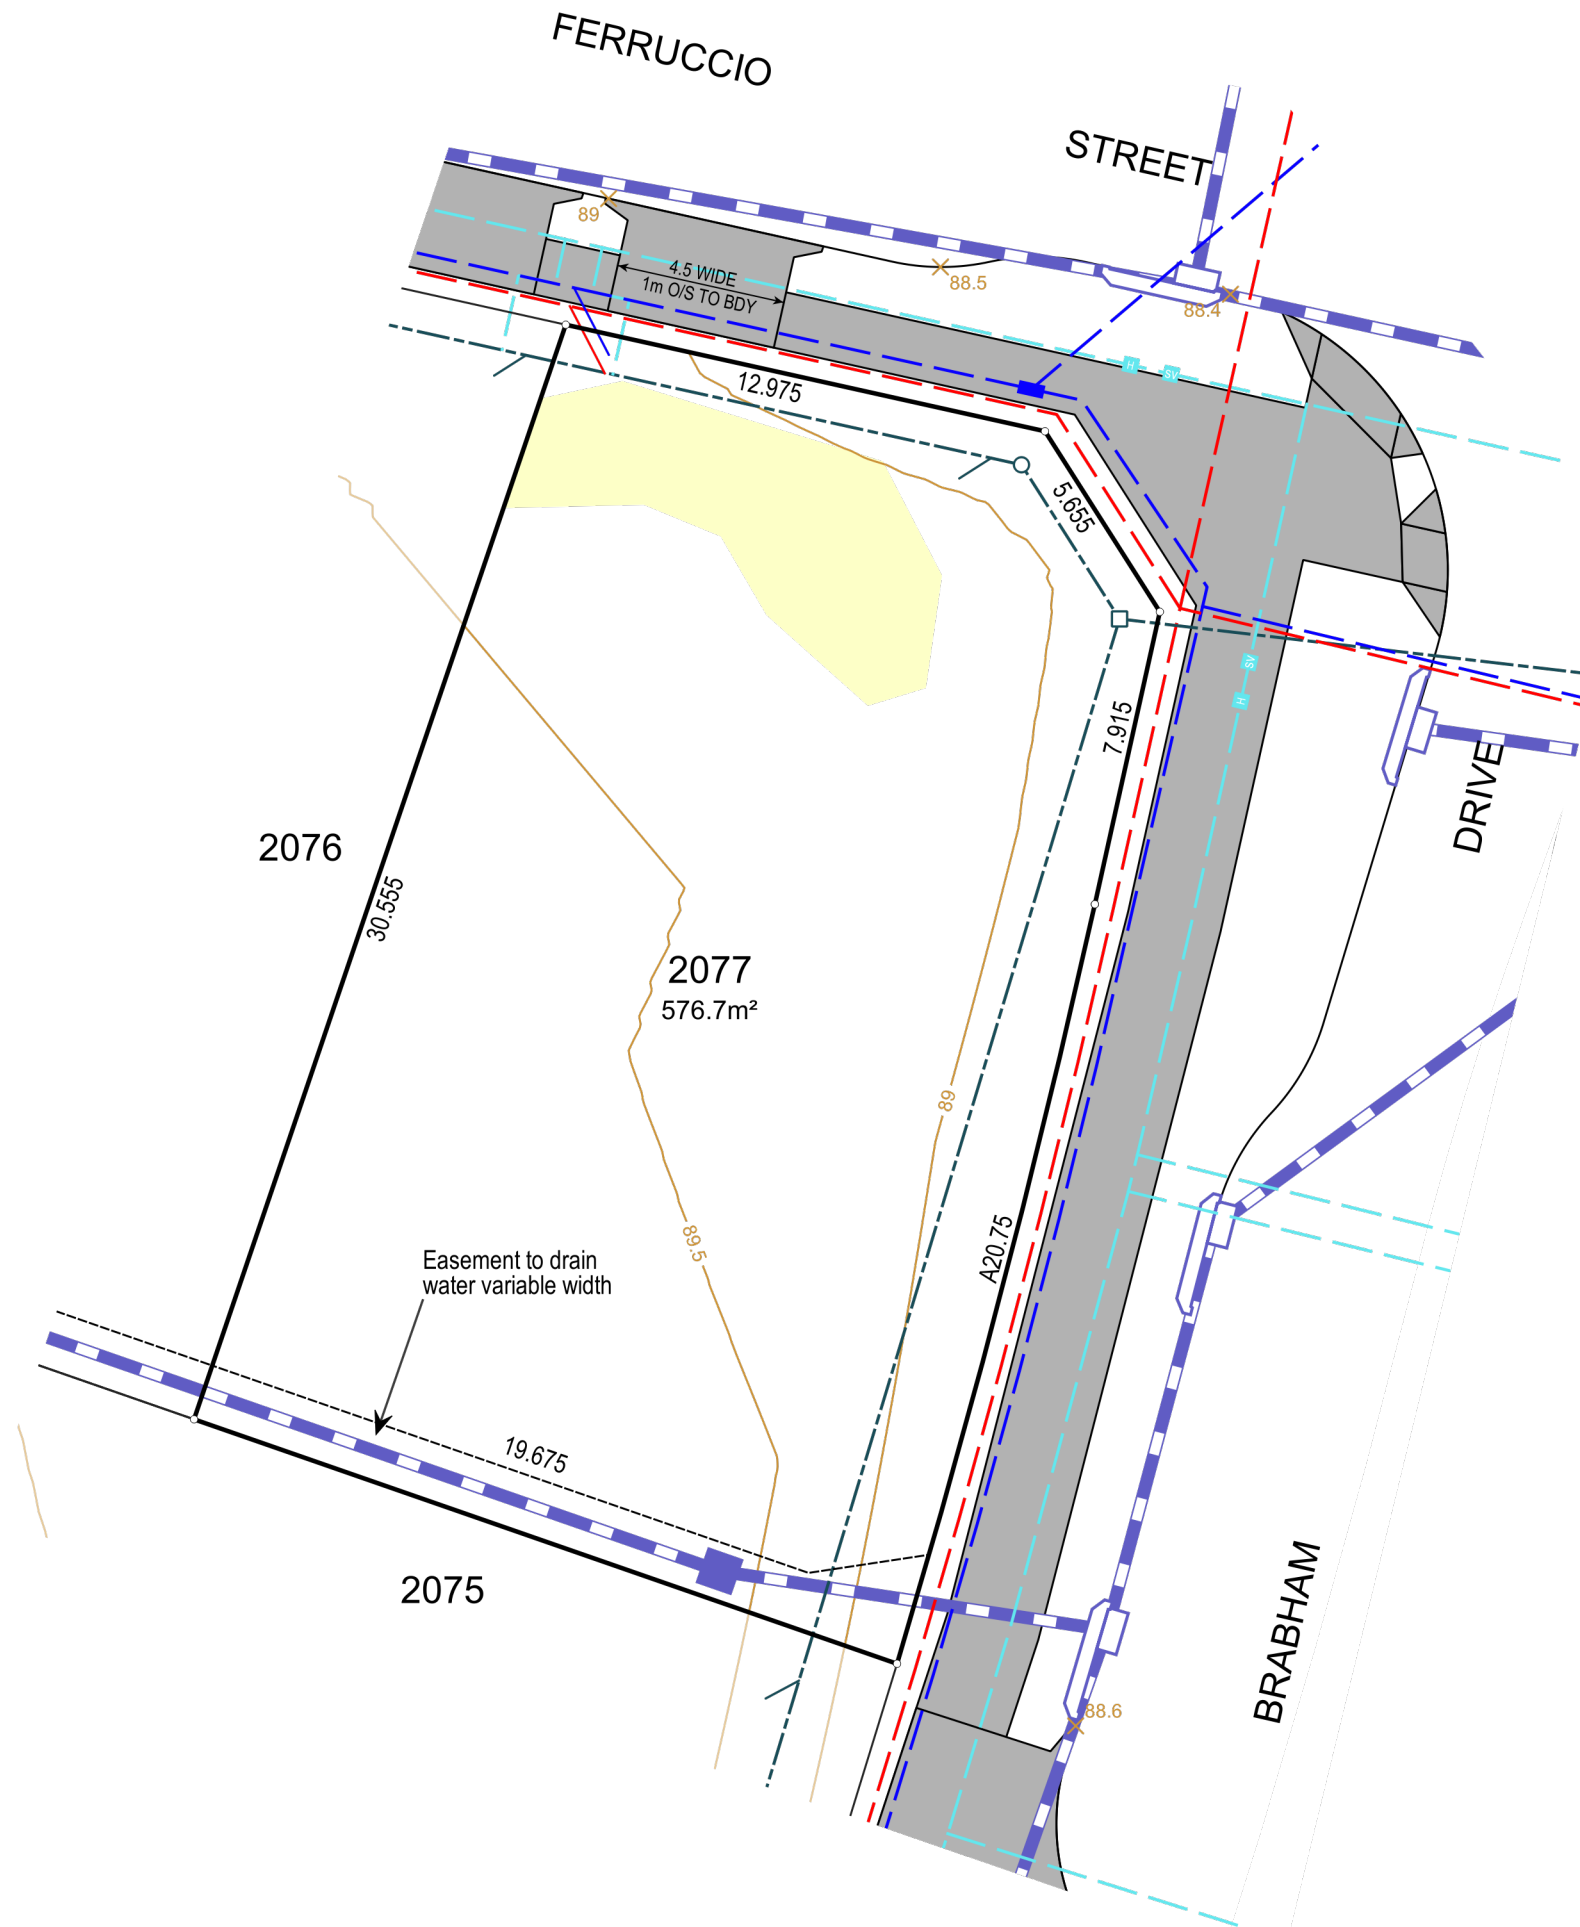 FERRUCCIO
STREET
89
4.5 WIDE
1m O/S TO BDY
88.5
88.4
H
SV
12.975
5.655
SV
H
7.915
DRIVE
2076
30.555
2077
576.7m²
89
A20.75
89.5
Easement to drain
water variable width
19.675
2075
BRABHAM
88.6